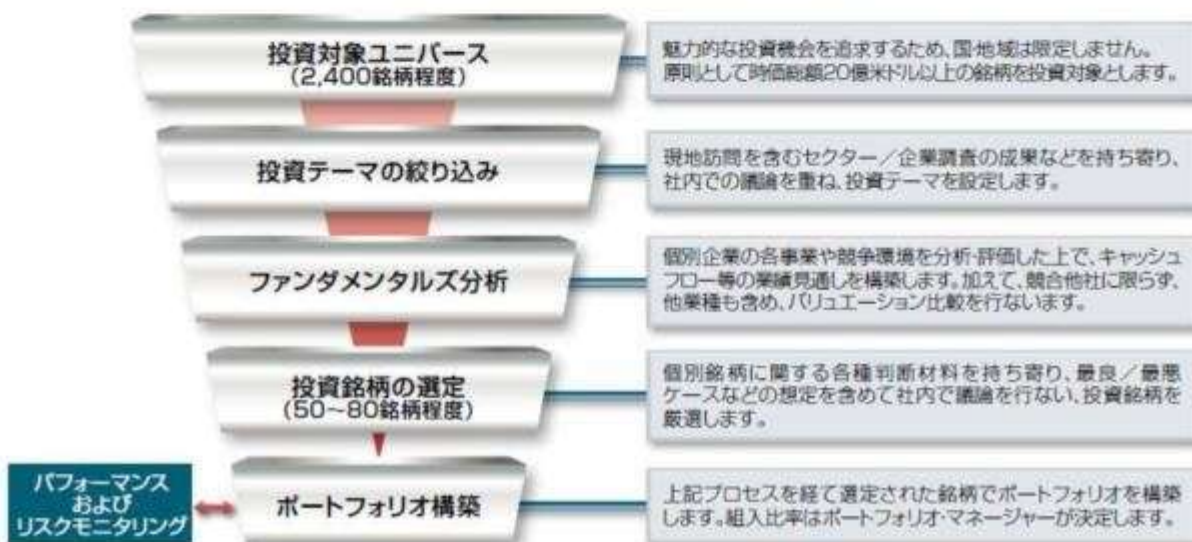 投資対象ユニバース
(2,400銘柄程度)
魅力的な投資機会を追求するため、国・地域は限定しません。
原則として時価総額20億米ドル以上の銘柄を投資対象とします。
投資テーマの絞り込み
現地訪問を含むセクター／企業調査の成果などを持ち寄り、
社内での議論を重ね、投資テーマを設定します。
ファンダメンタルズ分析
個別企業の各事業や競争環境を分析・評価した上で、キャッシュ
フロー等の業績見通しを構築します。加えて、競合他社に限らず、
他業種も含め、バリュエーション比較を行ないます。
投資銘柄の選定
(50～80銘柄程度)
個別銘柄に関する各種判断材料を持ち寄り、最良／最悪
ケースなどの想定を含めて社内で議論を行ない、投資銘柄を
厳選します。
パフォーマンス
および
リスクモニタリング
ポートフォリオ構築
上記プロセスを経て選定された銘柄でポートフォリオを構築
します。組入比率はポートフォリオ・マネージャーが決定します。